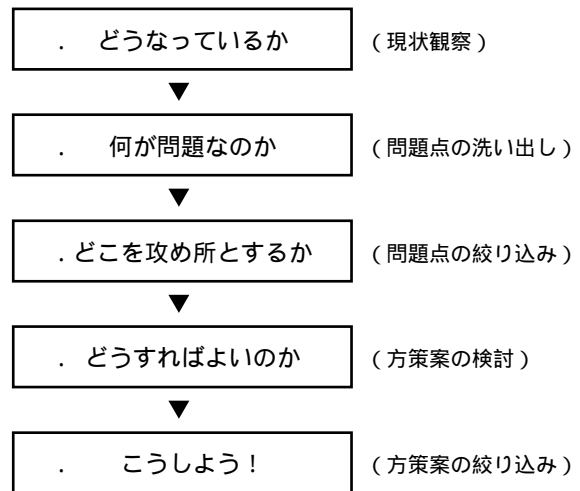 . どうなっているか (現状観察)
▼
. 何が問題なのか (問題点の洗い出し)
▼
. どこを攻め所とするか (問題点の絞り込み)
▼
. どうすればよいのか (方策案の検討)
▼
. こうしよう! (方策案の絞り込み)